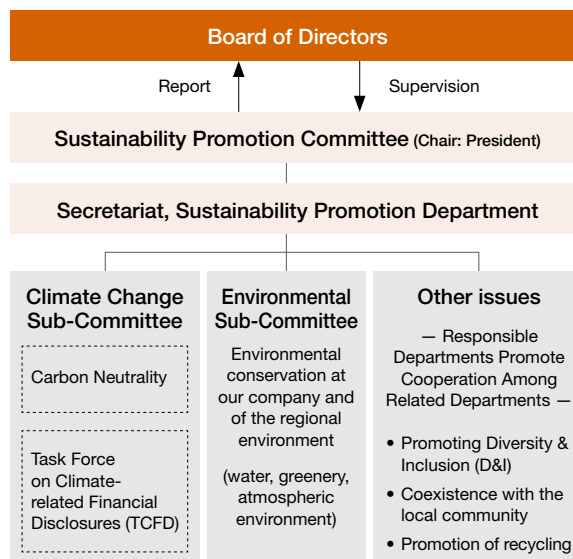 Board of Directors
Report
Supervision
Sustainability Promotion Committee (Chair: President)
Secretariat, Sustainability Promotion Department
Climate Change
Sub-Committee
Carbon Neutrality
Task Force
on Climate-
related Financial
Disclosures (TCFD)
Environmental
Sub-Committee
Environmental
conservation at
our company and
of the regional
environment
(water, greenery,
atmospheric
environment)
Other issues
— Responsible
Departments Promote
Cooperation Among
Related Departments —
• Promoting Diversity &
Inclusion (D&I)
• Coexistence with the
local community
• Promotion of recycling